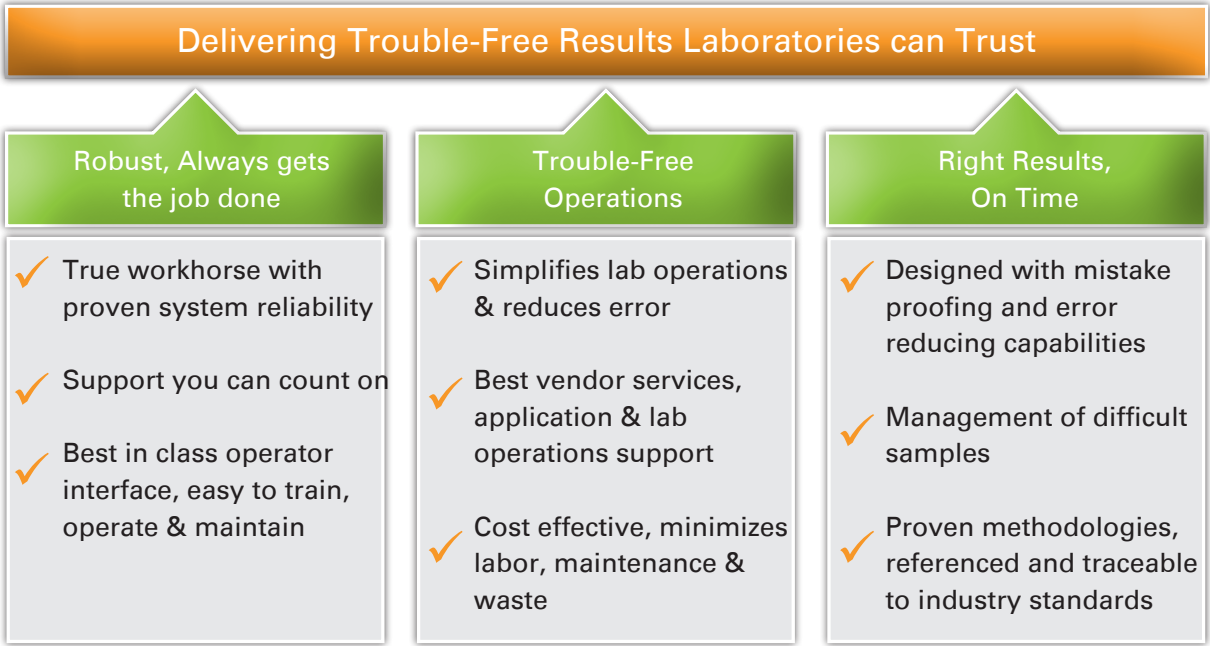 Delivering Trouble-Free Results Laboratories can Trust
Robust, Always gets
the job done
True workhorse with
proven system reliability
Support you can count on
Best in class operator
interface, easy to train,
operate & maintain
Trouble-Free
Operations
Simplifies lab operations
& reduces error
Best vendor services,
application & lab
operations support
Cost effective, minimizes
labor, maintenance &
waste
Right Results,
On Time
Designed with mistake
proofing and error
reducing capabilities
Management of difficult
samples
Proven methodologies,
referenced and traceable
to industry standards